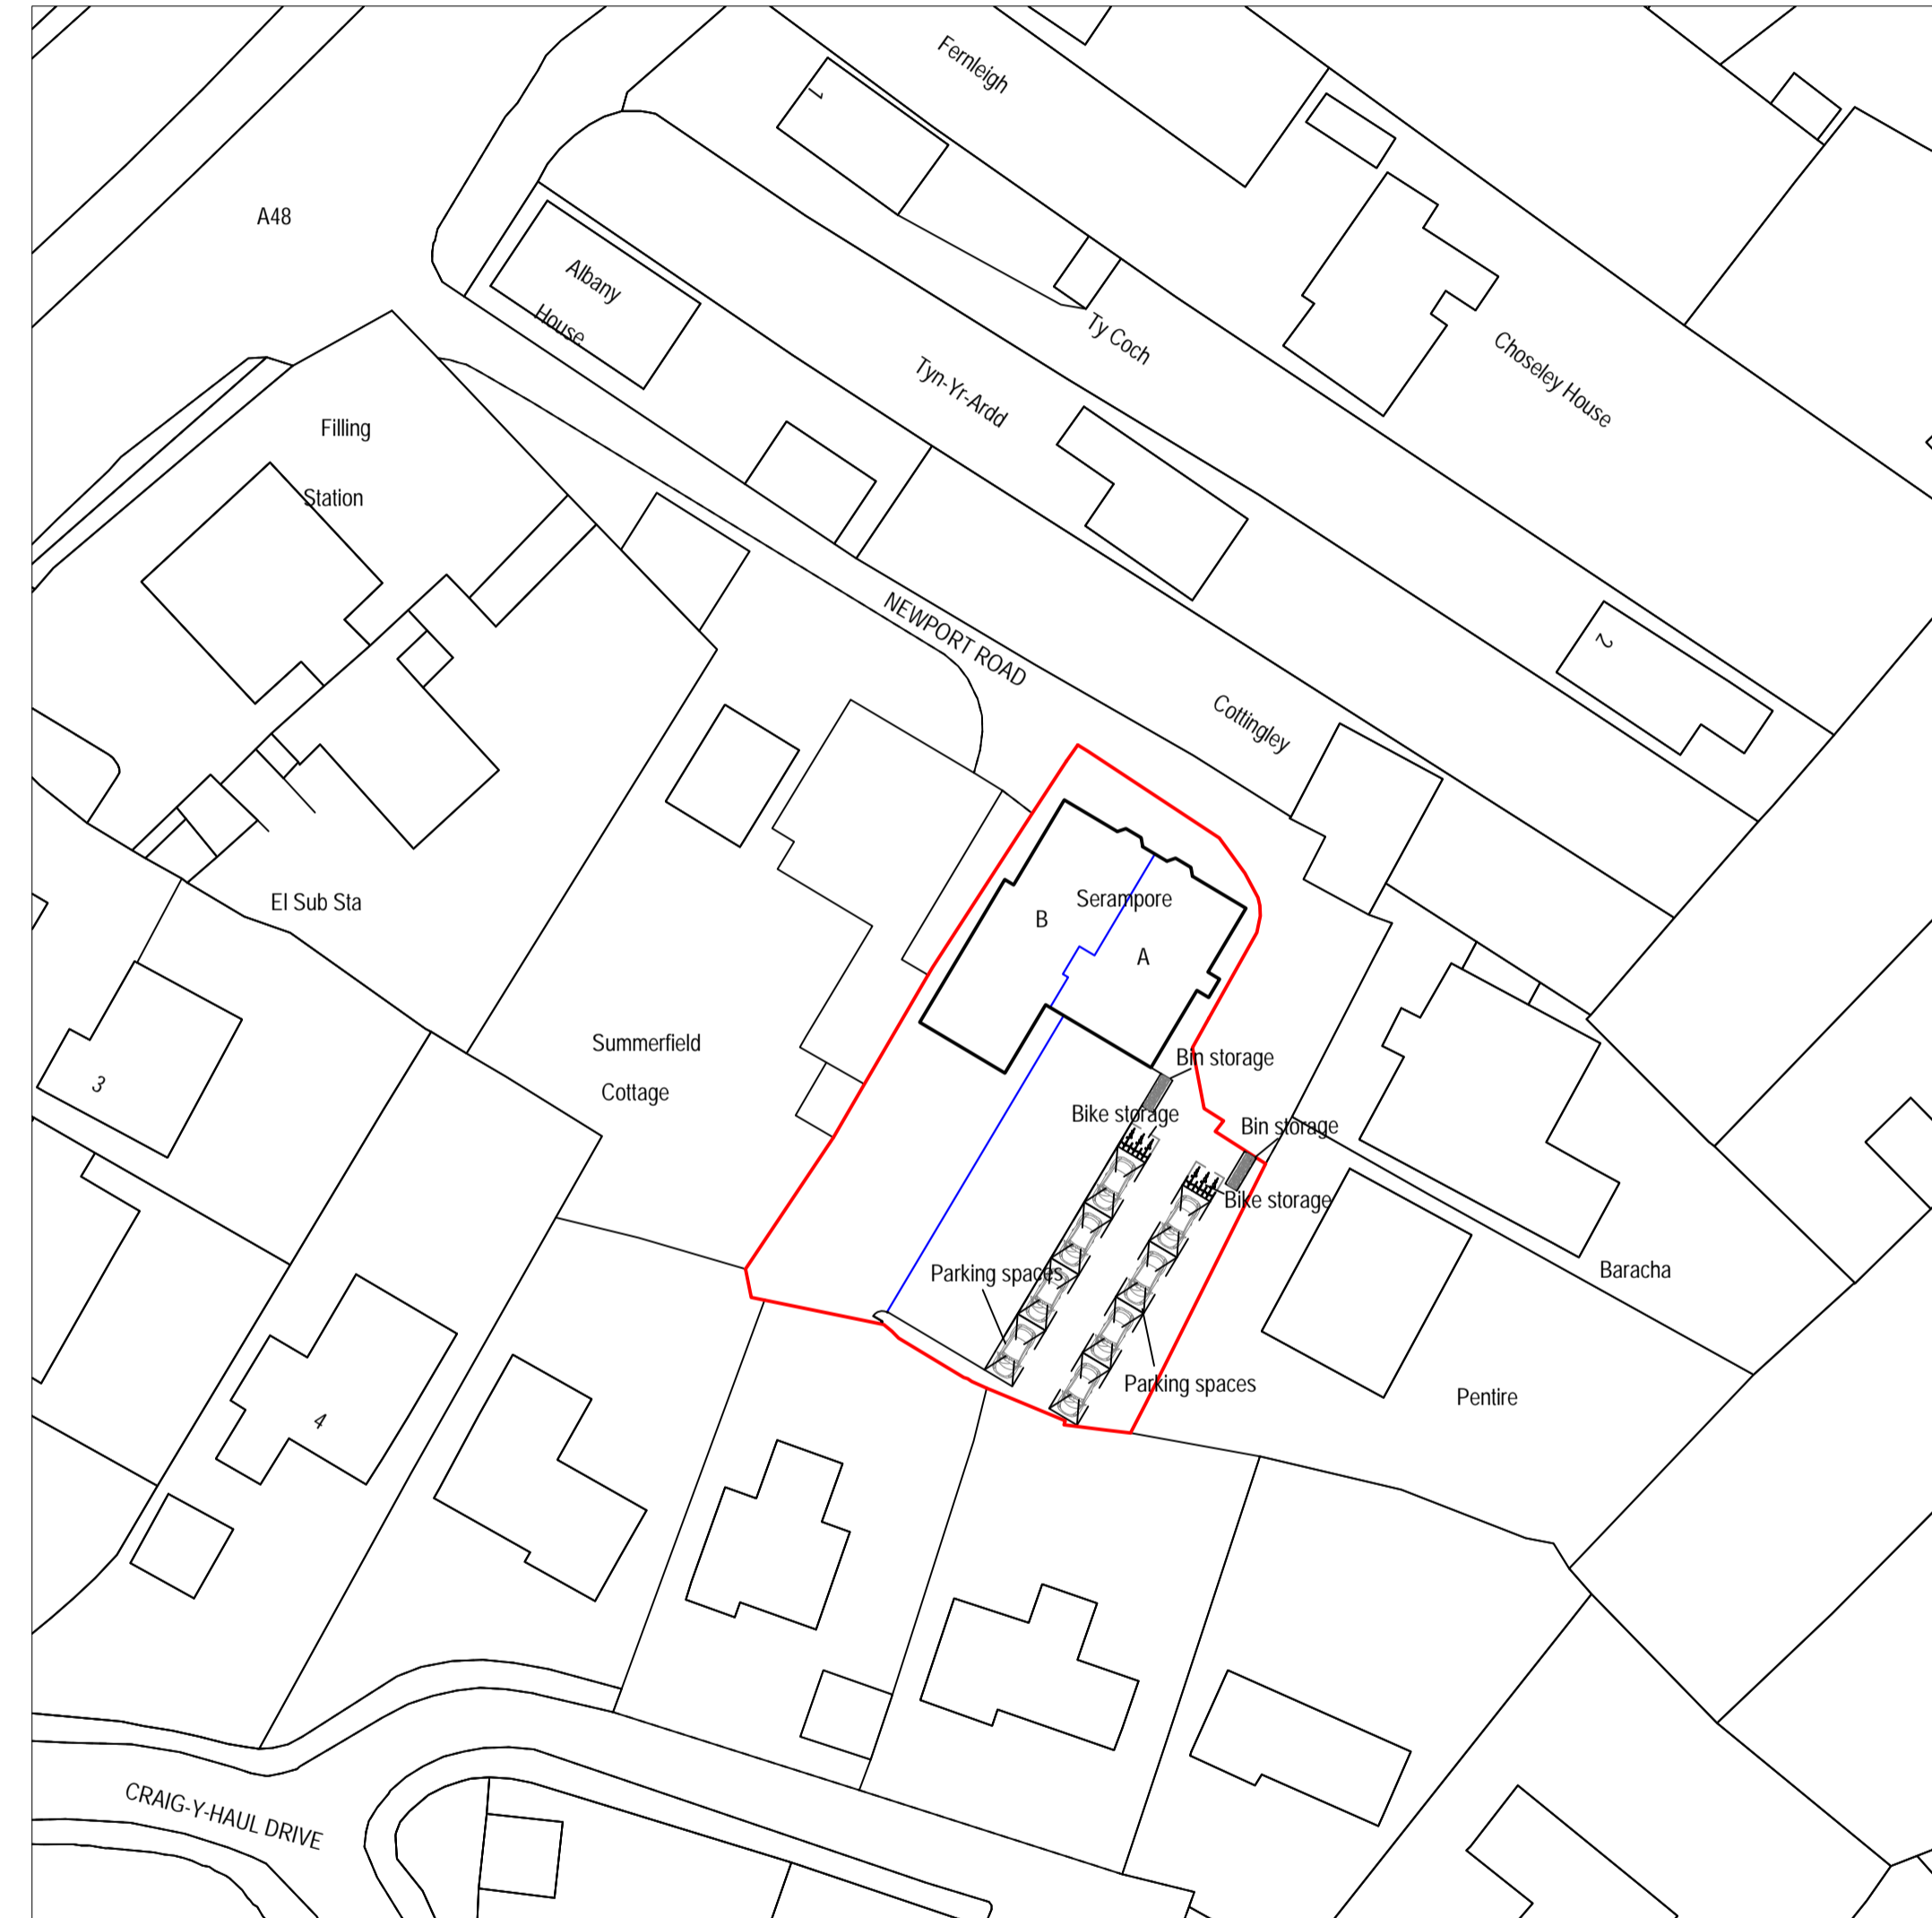 Fernleigh
1
A48
Albany
House
Ty Coch
Choseley House
Tyn-Yr-Ardd
Filling
Station
NEWPORT ROAD
2
Cottingley
Serampore
B
A
El Sub Sta
Summerfield
Cottage
3
Bin storage
Bike storage
Bin storage
Bike storage
Parking spaces
Baracha
Parking spaces
Pentire
4
CRAIG-Y-HAUL DRIVE